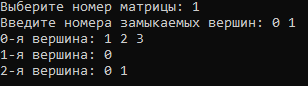 Выберите номер матрицы: 1
Введите номера замыкаемых вершин: 0 1
0-я вершина: 1 2 3
1-я вершина: 0
2-я вершина: 0 1